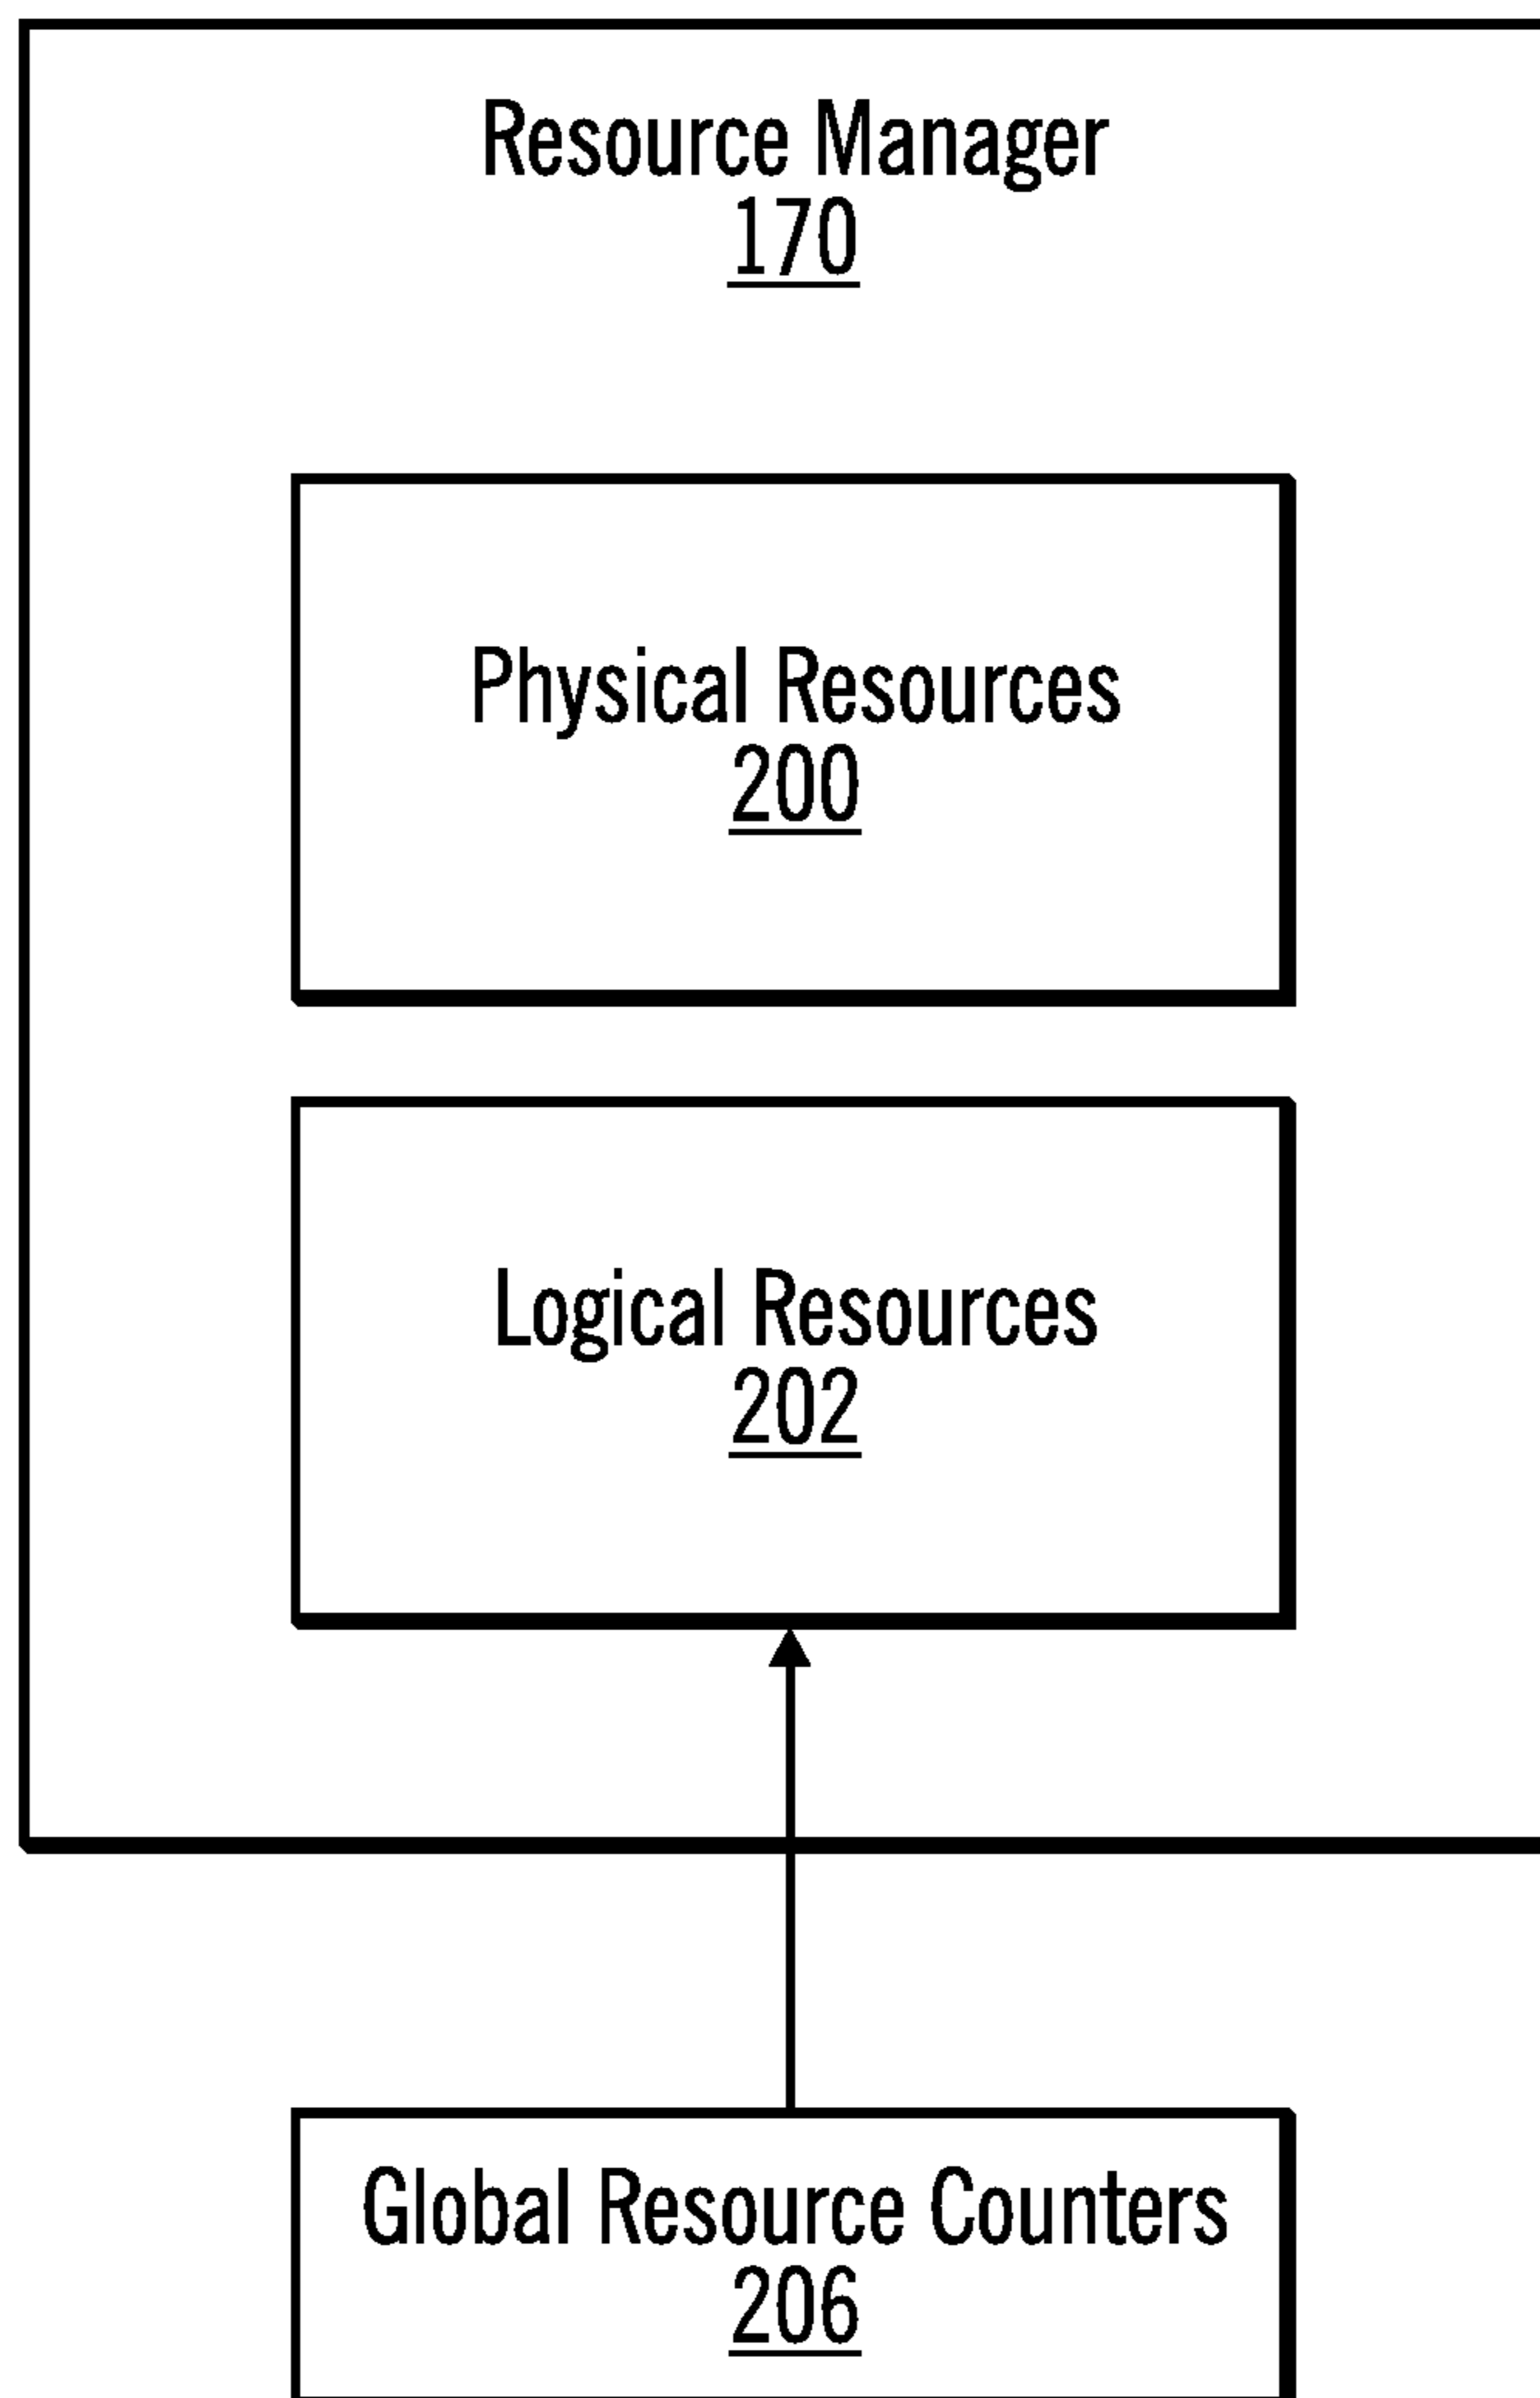 Resource Manager
170
Physical Resources
200
Logical Resources
202
Global Resource Counters
206